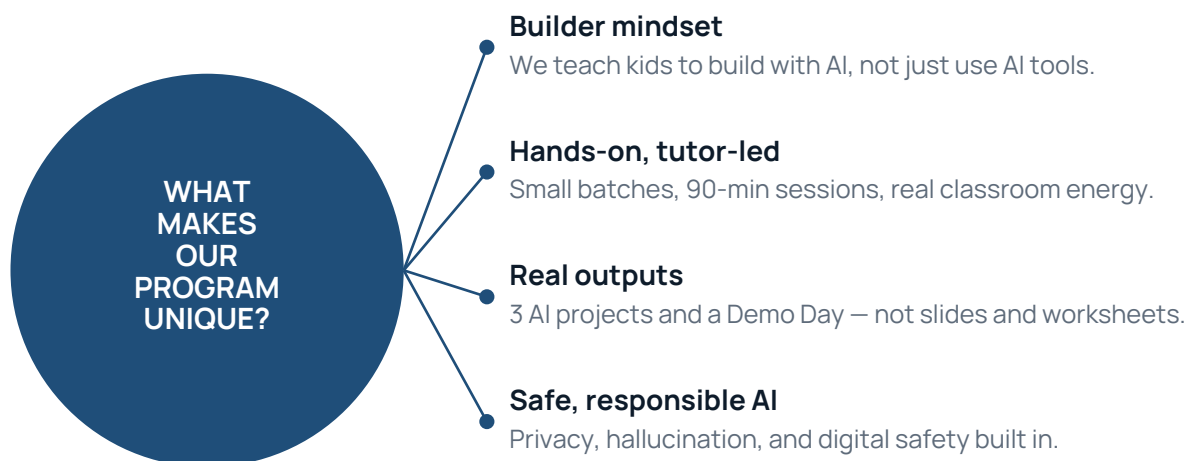 WHAT
MAKES
OUR
PROGRAM
UNIQUE?
Builder mindset
We teach kids to build with AI, not just use AI tools.
Hands-on, tutor-led
Small batches, 90-min sessions, real classroom energy.
Real outputs
3 AI projects and a Demo Day — not slides and worksheets.
Safe, responsible AI
Privacy, hallucination, and digital safety built in.